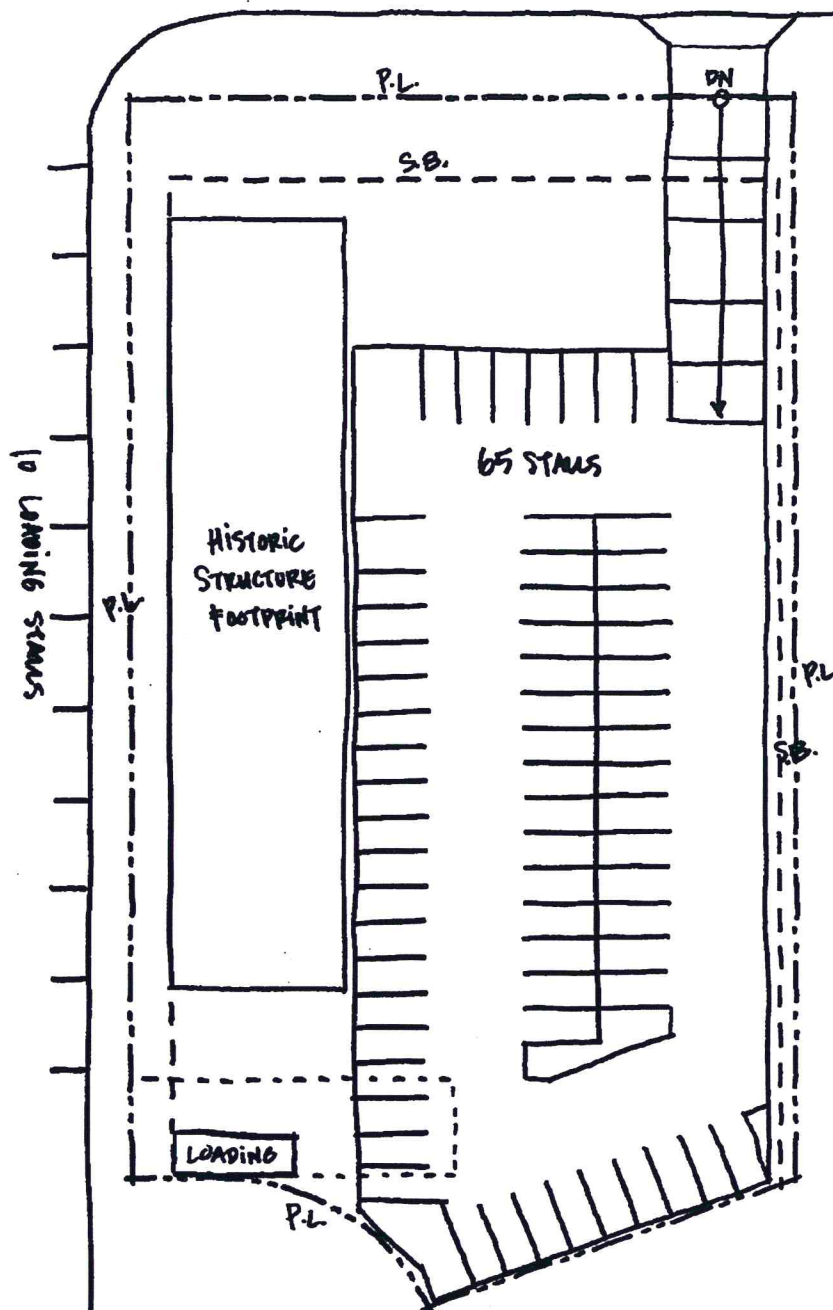 P.L.
DN
S.B.
65 STALLS
HISTORIC
STRUCTURE
FOOTPRINT
10 LOADING STALLS
P.L.
P.L.
S.B.
LOADING
P.L.